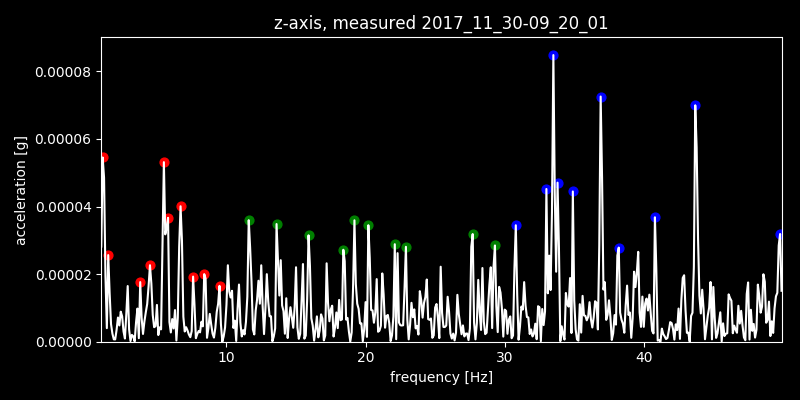 z-axis, measured 2017_11_30-09_20_01
acceleration [g]
0.00008
0.00006
0.00004
0.00002
0.00000
10 20 30 40
frequency [Hz]